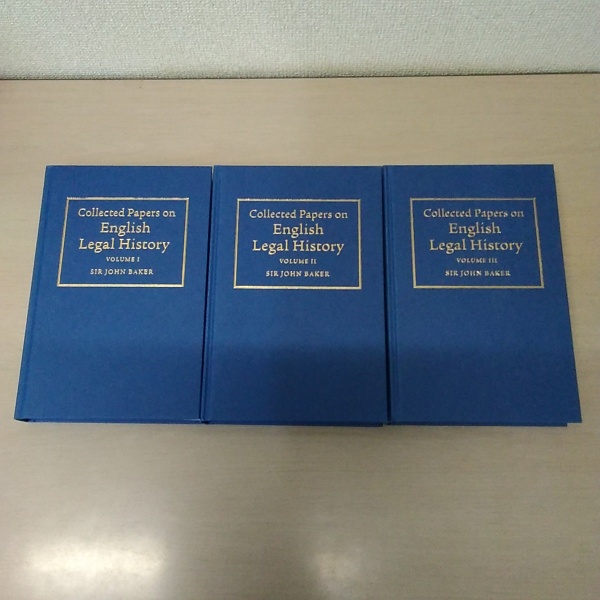 Collected Papers on
English
Legal History
VOLUME I
SIR JOHN BAKER
Collected Papers on
English
Legal History
VOLUME II
SIR JOHN BAKER
Collected Papers on
English
Legal History
VOLUME III
SIR JOHN BAKER